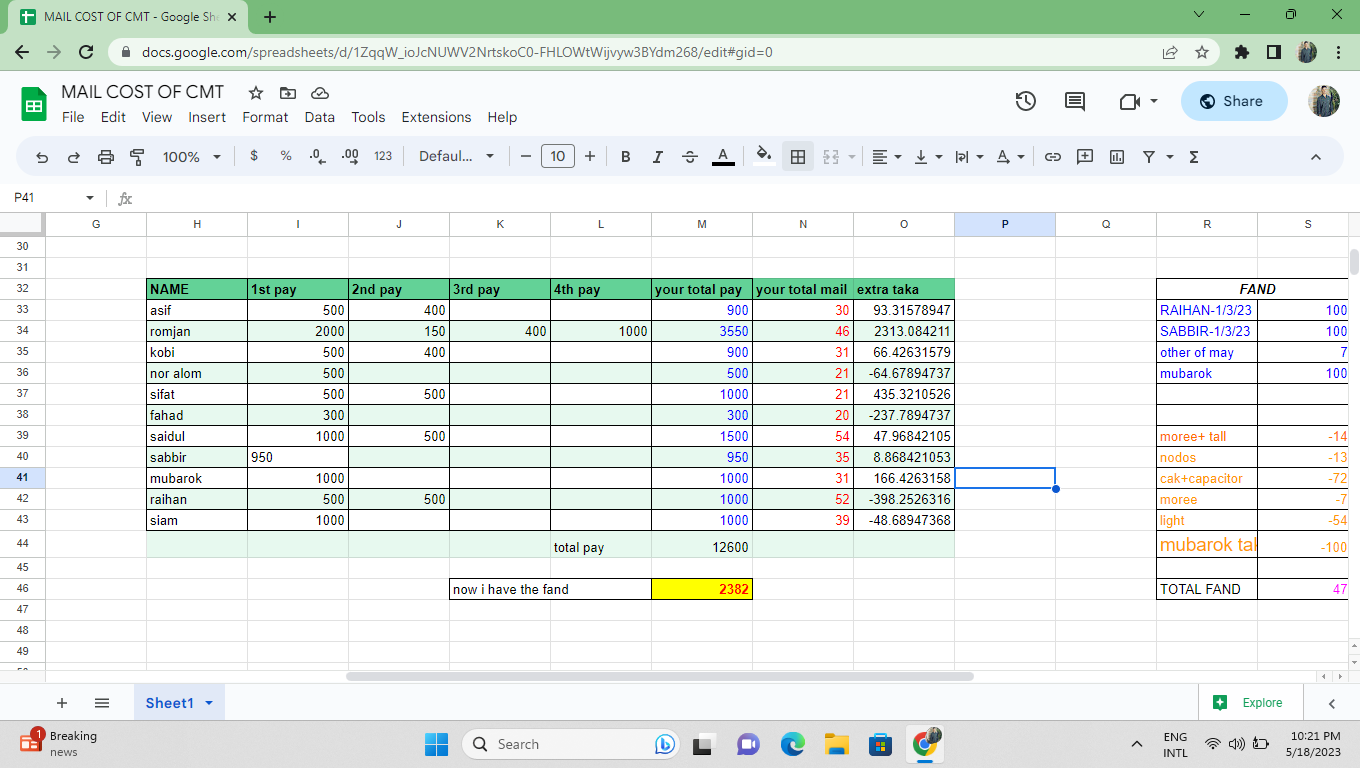 MAIL COST OF CMT - Google She
docs.google.com/spreadsheets/d/1ZqqW_ioJcNUWV2NrtskoC0-FHLOWtWijvyw3BYdm268/edit#gid=0
MAIL COST OF CMT
File Edit View Insert Format Data Tools Extensions Help
Share
100% $ % .0 .00 123 Defaul... 10 B I A
P41 fx
G H I J K L M N O P Q R S
30
31
32 NAME 1st pay 2nd pay 3rd pay 4th pay your total pay your total mail extra taka FAND
33 asif 500 400 900 30 93.31578947 RAIHAN-1/3/23 100
34 romjan 2000 150 400 1000 3550 46 2313.084211 SABBIR-1/3/23 100
35 kobi 500 400 900 31 66.42631579 other of may 7
36 nor alom 500 500 21 -64.67894737 mubarok 100
37 sifat 500 500 1000 21 435.3210526
38 fahad 300 300 20 -237.7894737
39 saidul 1000 500 1500 54 47.96842105 moree+ tall -14
40 sabbir 950 950 35 8.868421053 nodos -13
41 mubarok 1000 1000 31 166.4263158 cak+capacitor -72
42 raihan 500 500 1000 52 -398.2526316 moree -7
43 siam 1000 1000 39 -48.68947368 light -54
44 total pay 12600 mubarok tak -100
45
46 now i have the fand 2382 TOTAL FAND 47
47
48
49
Sheet1 Explore
1 Breaking news
Search
ENG INTL
10:21 PM
5/18/2023